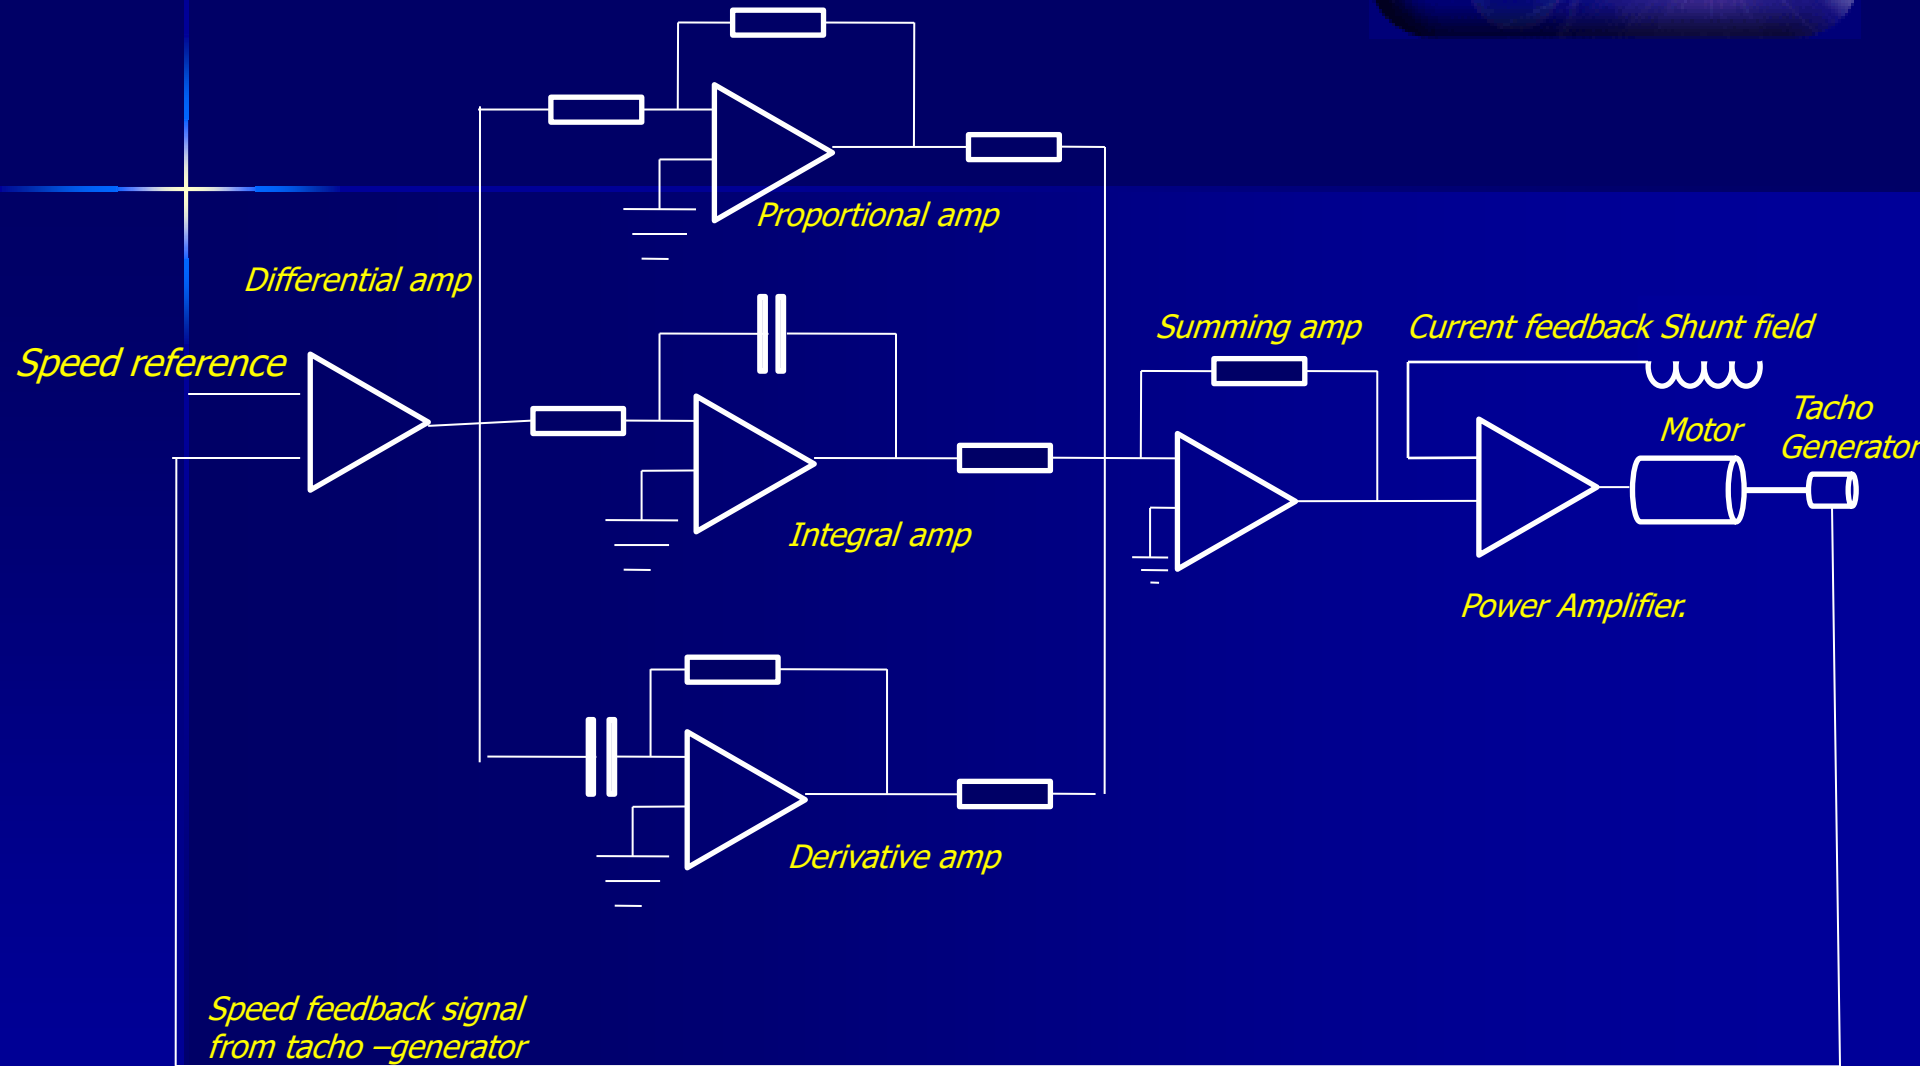 Proportional amp
Differential amp
Speed reference
Summing amp
Current feedback Shunt field
Tacho
Generator
Motor
Integral amp
Power Amplifier.
Derivative amp
Speed feedback signal
from tacho –generator